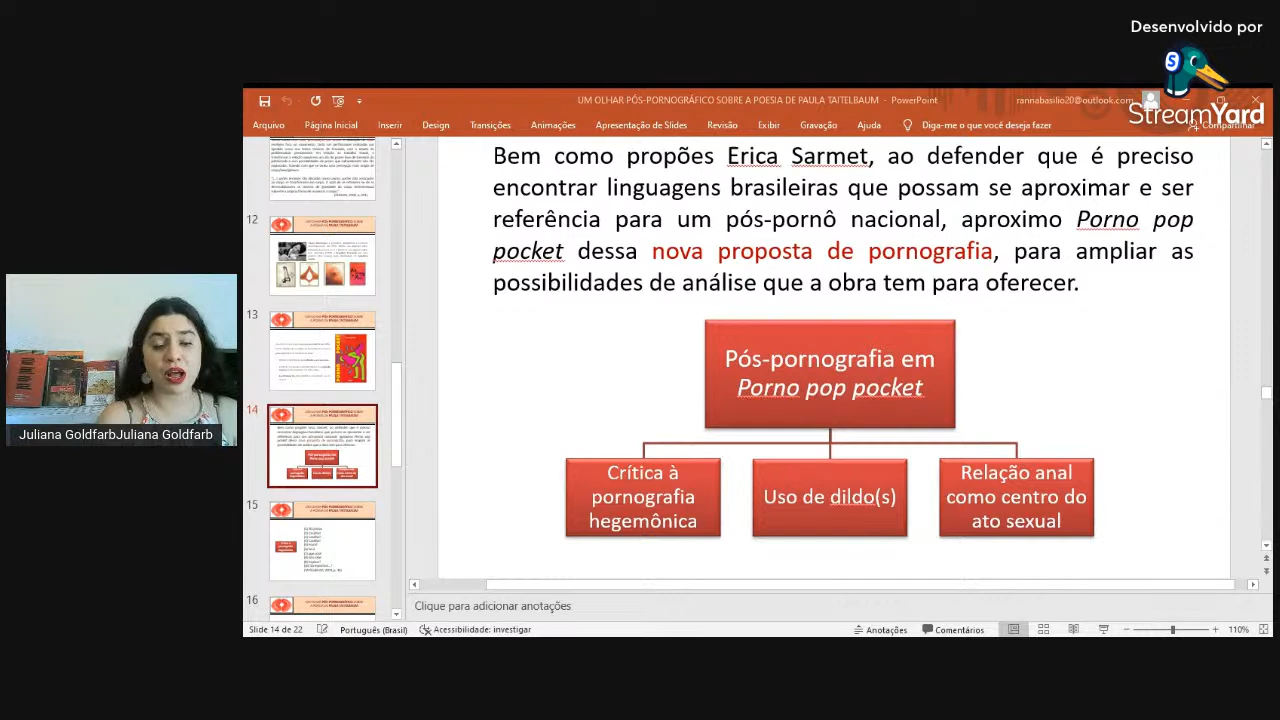 Desenvolvido por
StreamYard
UM OLHAR PÓS-PORNOGRÁFICO SOBRE A POESIA DE PAULA TAITELBAUM - PowerPoint
rannabasilio20@outlook.com
Arquivo Página Inicial Inserir Design Transições Animações Apresentação de Slides Revisão Exibir Gravação Ajuda Diga-me o que você deseja fazer Compartilhar
Bem como propões Erica Sarmet, ao defender que é preciso
encontrar linguagens brasileiras que possam se aproximar e ser
referência para um pós-pornô nacional, aproximo Porno pop
pocket dessa nova proposta de pornografia, para ampliar as
possibilidades de análise que a obra tem para oferecer.
Pós-pornografia em
Porno pop pocket
Crítica à
pornografia
hegemônica
Uso de dildo(s)
Relação anal
como centro do
ato sexual
12
13
14
15
16
Juliana GoldfarbJuliana Goldfarb
Clique para adicionar anotações
Slide 14 de 22 Português (Brasil) Acessibilidade: investigar Anotações Comentários 110%